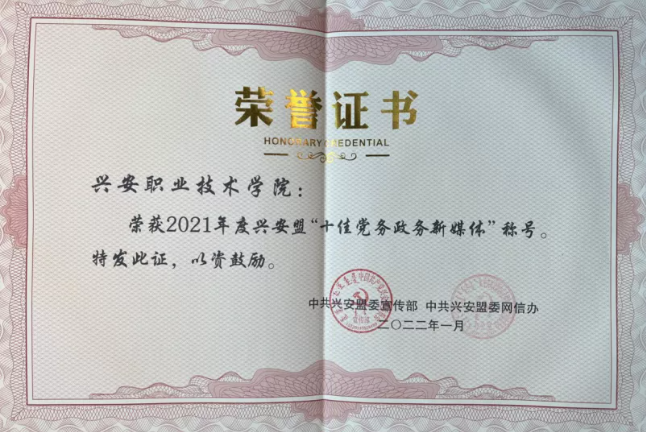 荣誉证书
HONORARY CREDENTIAL
兴安职业技术学院：
荣获2021年度兴安盟“十佳党务政务新媒体”称号。
特发此证，以资鼓励。
中共兴安盟委宣传部 中共兴安盟委网信办
二〇二二年一月